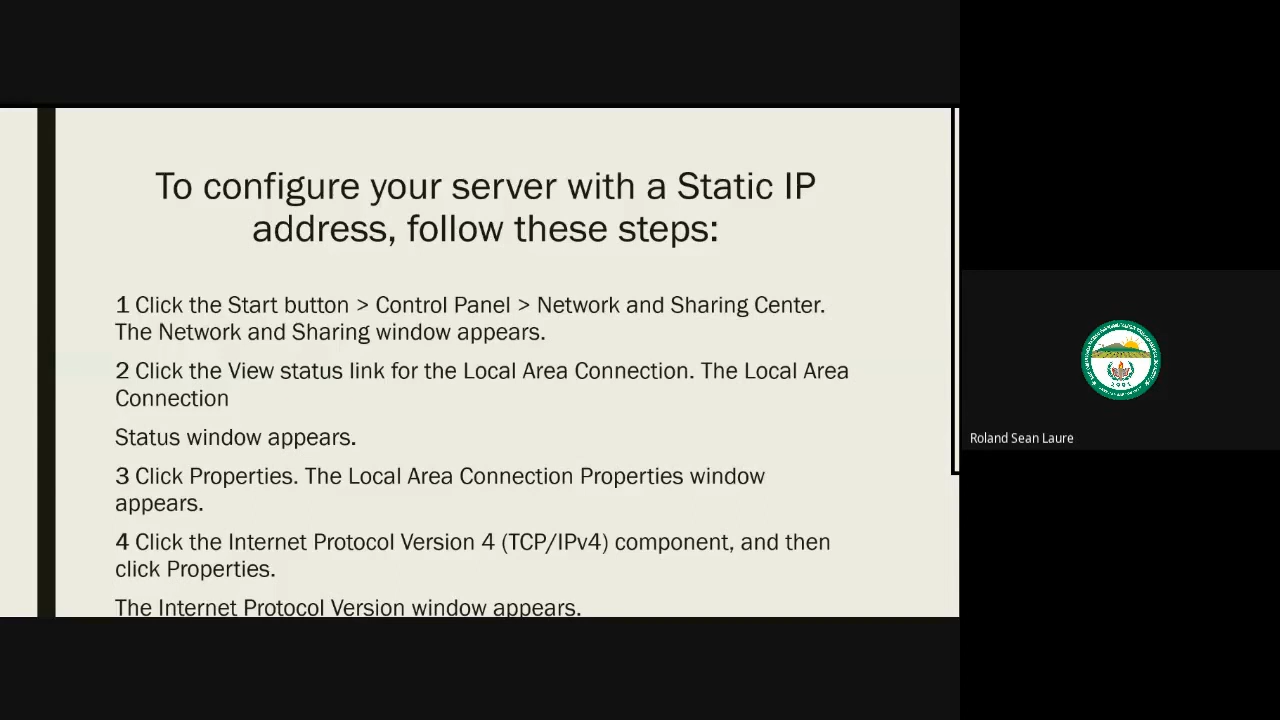 To configure your server with a Static IP
address, follow these steps:
1 Click the Start button > Control Panel > Network and Sharing Center.
The Network and Sharing window appears.
2 Click the View status link for the Local Area Connection. The Local Area
Connection
Status window appears.
3 Click Properties. The Local Area Connection Properties window
appears.
4 Click the Internet Protocol Version 4 (TCP/IPv4) component, and then
click Properties.
The Internet Protocol Version window appears.
Roland Sean Laure